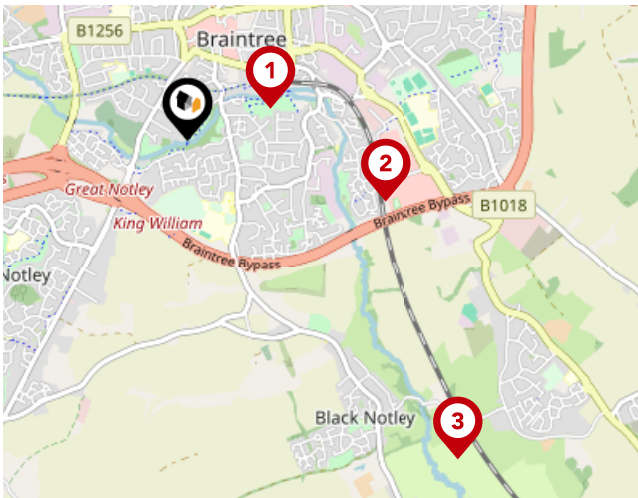 B1256
Braintree
1
2
Great Notley
King William
Braintree Bypass
B1018
Braintree Bypass
Notley
Black Notley
3